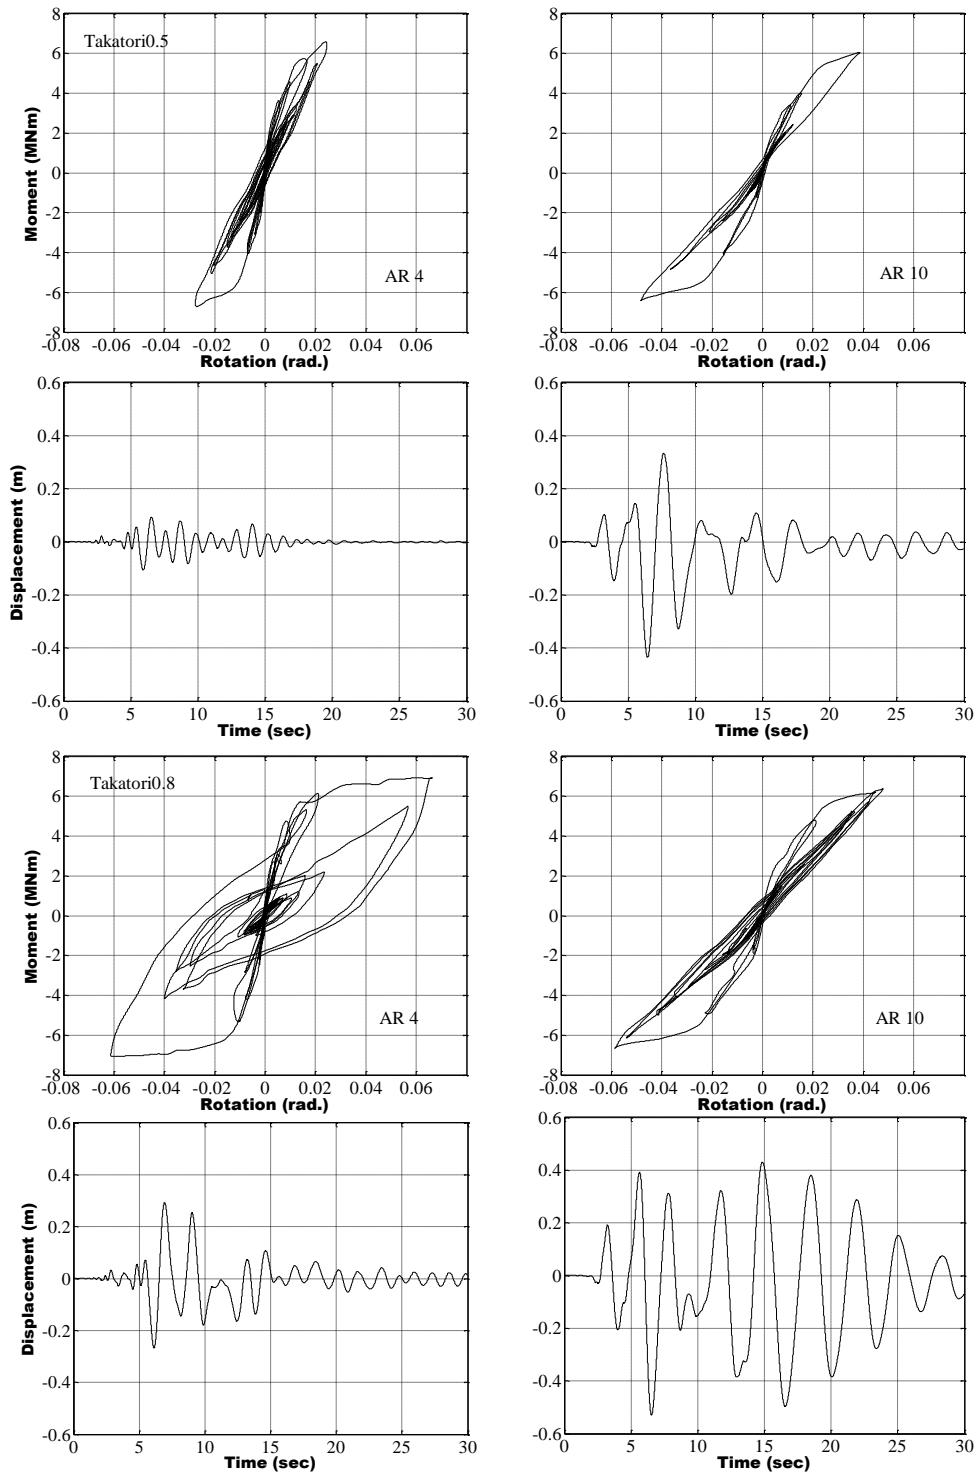 8
Takatori0.5
6
4
2
0
-2
-4
-6
-8
Moment (MNm)
AR 4
-0.08 -0.06 -0.04 -0.02 0 0.02 0.04 0.06
Rotation (rad.)
8
6
4
2
0
-2
-4
-6
-8
AR 10
-0.08 -0.06 -0.04 -0.02 0 0.02 0.04 0.06
Rotation (rad.)
0.6
0.4
0.2
0
-0.2
-0.4
-0.6
Displacement (m)
0 5 10 15 20 25 30
Time (sec)
0.6
0.4
0.2
0
-0.2
-0.4
-0.6
0 5 10 15 20 25 30
Time (sec)
8
Takatori0.8
6
4
2
0
-2
-4
-6
-8
Moment (MNm)
AR 4
-0.08 -0.06 -0.04 -0.02 0 0.02 0.04 0.06
Rotation (rad.)
8
6
4
2
0
-2
-4
-6
-8
AR 10
-0.08 -0.06 -0.04 -0.02 0 0.02 0.04 0.06
Rotation (rad.)
0.6
0.4
0.2
0
-0.2
-0.4
-0.6
Displacement (m)
0 5 10 15 20 25 30
Time (sec)
0.6
0.4
0.2
0
-0.2
-0.4
-0.6
0 5 10 15 20 25 30
Time (sec)